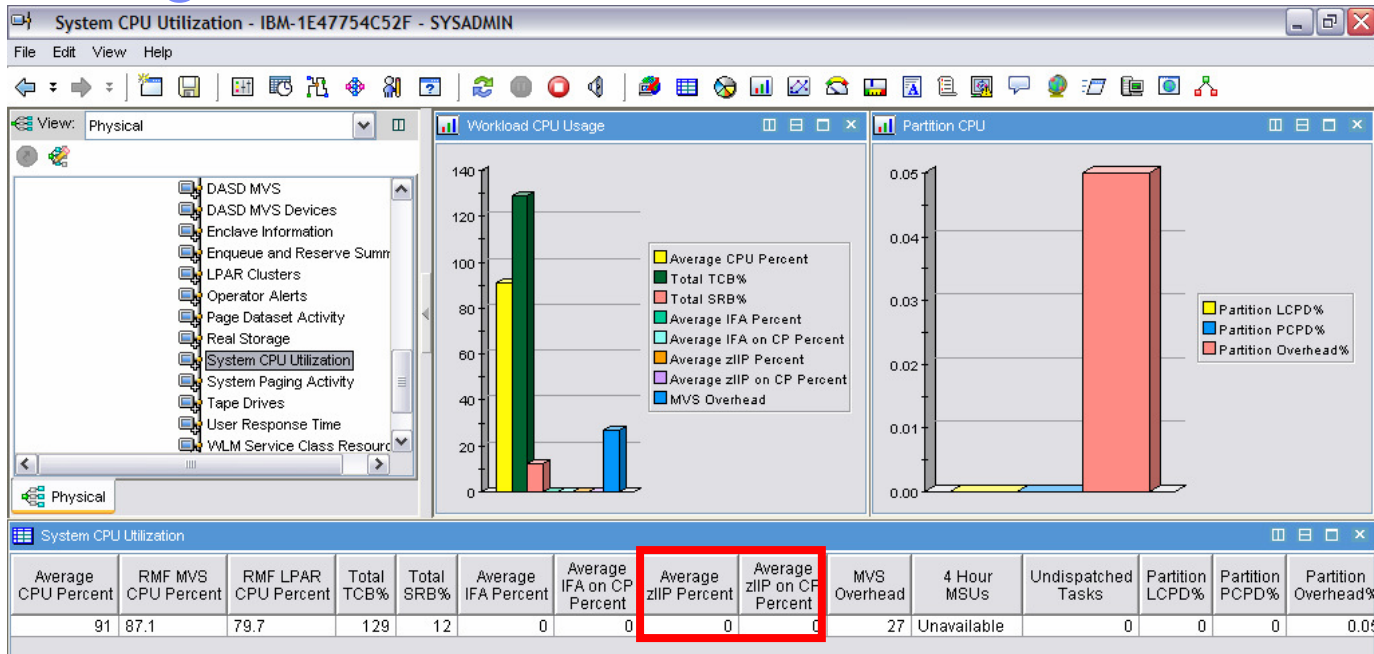 System CPU Utilization - IBM-1E47754C52F - SYSADMIN
File Edit View Help
View: Physical
DASD MVS
DASD MVS Devices
Enclave Information
Enqueue and Reserve Summ
LPAR Clusters
Operator Alerts
Page Dataset Activity
Real Storage
System CPU Utilization
System Paging Activity
Tape Drives
User Response Time
WLM Service Class Resourc
Physical
Workload CPU Usage
140
120
100
80
60
40
20
0
Average CPU Percent
Total TCB%
Total SRB%
Average IFA Percent
Average IFA on CP Percent
Average zIIP Percent
Average zIIP on CP Percent
MVS Overhead
Partition CPU
0.05
0.04
0.03
0.02
0.01
0.00
Partition LCPD%
Partition PCPD%
Partition Overhead%
System CPU Utilization
Average CPU Percent
RMF MVS CPU Percent
RMF LPAR CPU Percent
Total TCB%
Total SRB%
Average IFA Percent
Average IFA on CP Percent
Average zIIP Percent
Average zIIP on CP Percent
MVS Overhead
4 Hour MSUs
Undispatched Tasks
Partition LCPD%
Partition PCPD%
Partition Overhead%
91 87.1 79.7 129 12 0 0 0 0 27 Unavailable 0 0 0 0.05